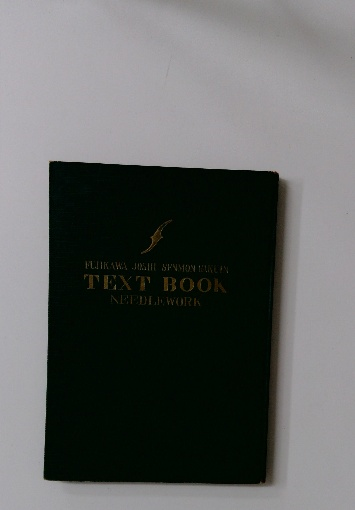 FUJIKAWA JOSHI SENMON GAKUIN
TEXT BOOK
NEEDLEWORK